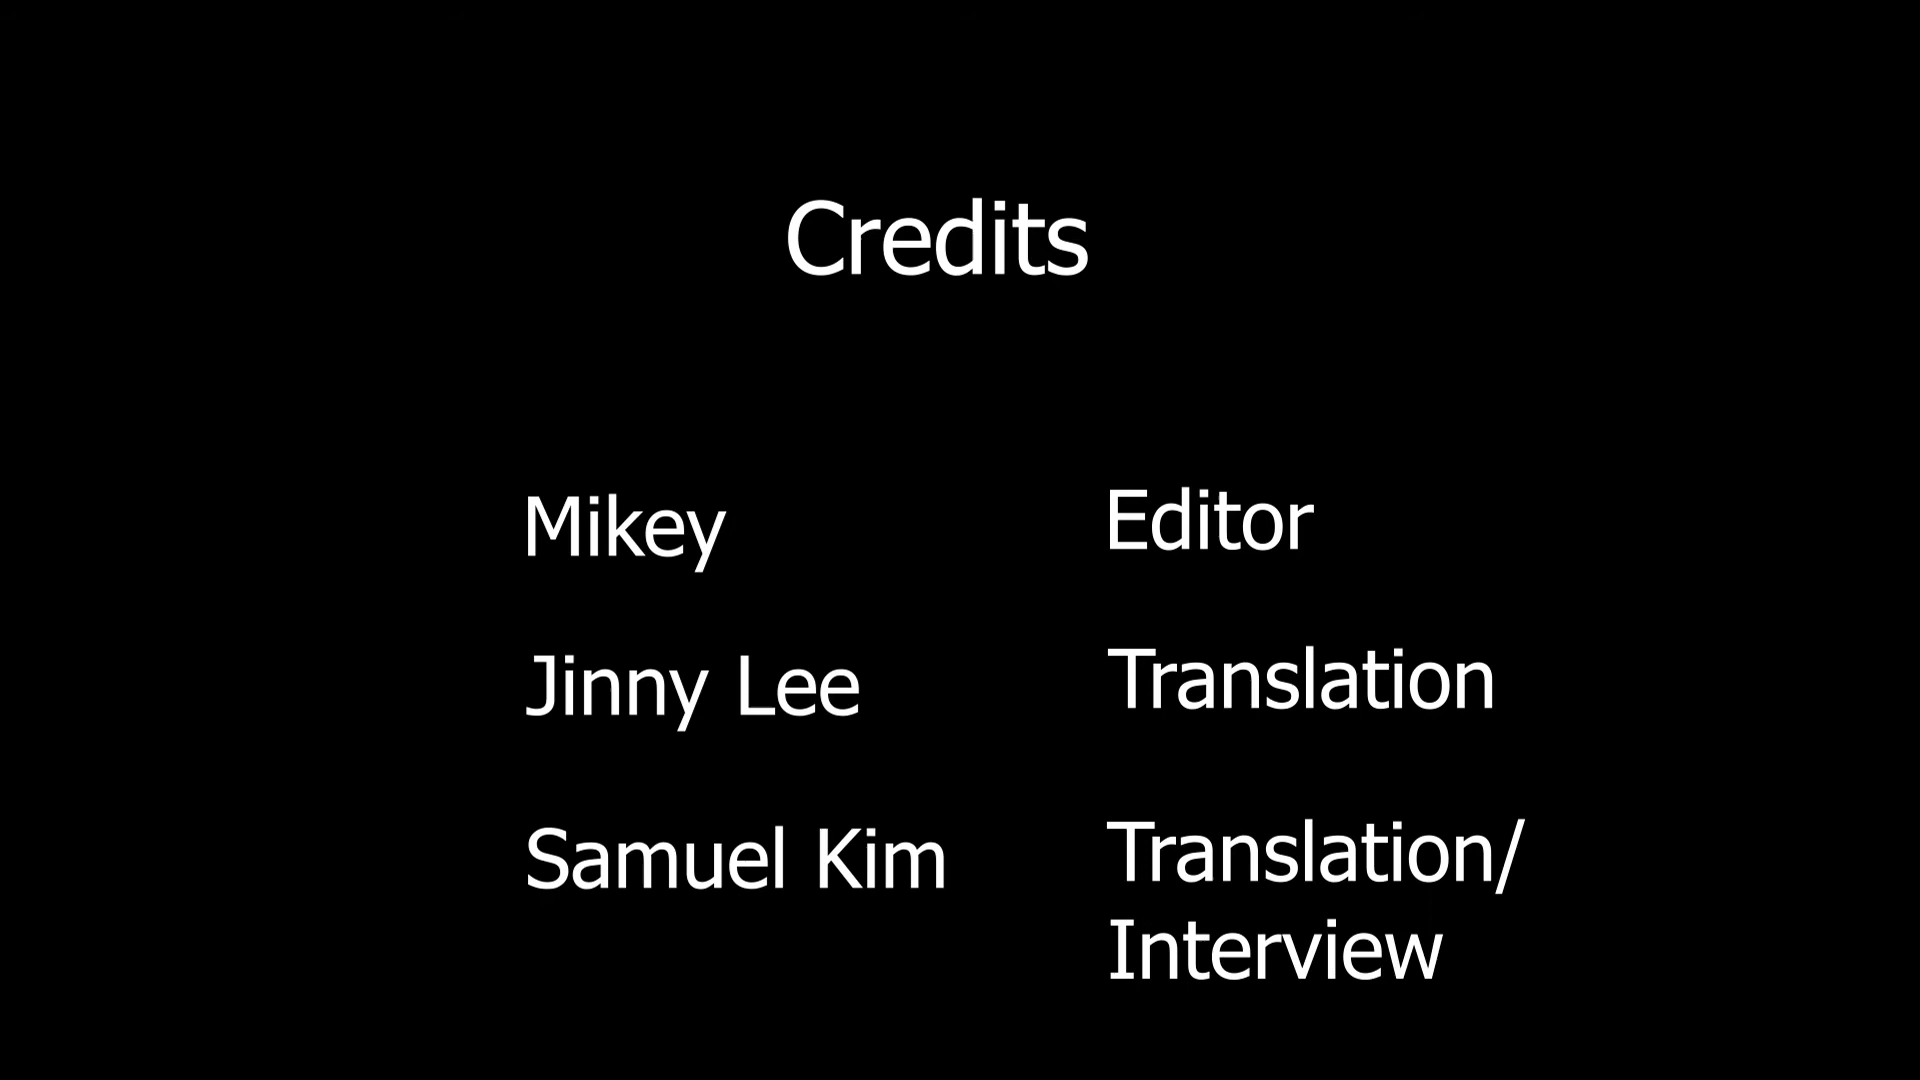 Credits
Mikey Editor
Jinny Lee Translation
Samuel Kim Translation/
Interview